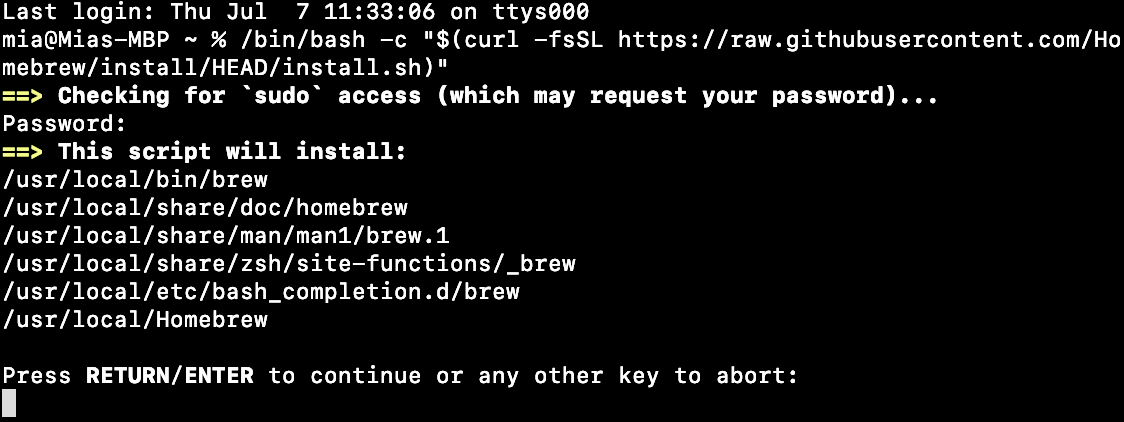 Last login: Thu Jul  7 11:33:06 on ttys000
mia@Mias-MBP ~ % /bin/bash -c "$(curl -fsSL https://raw.githubusercontent.com/Ho
mebrew/install/HEAD/install.sh)"
==> Checking for `sudo` access (which may request your password)...
Password:
==> This script will install:
/usr/local/bin/brew
/usr/local/share/doc/homebrew
/usr/local/share/man/man1/brew.1
/usr/local/share/zsh/site-functions/_brew
/usr/local/etc/bash_completion.d/brew
/usr/local/Homebrew
Press RETURN/ENTER to continue or any other key to abort: